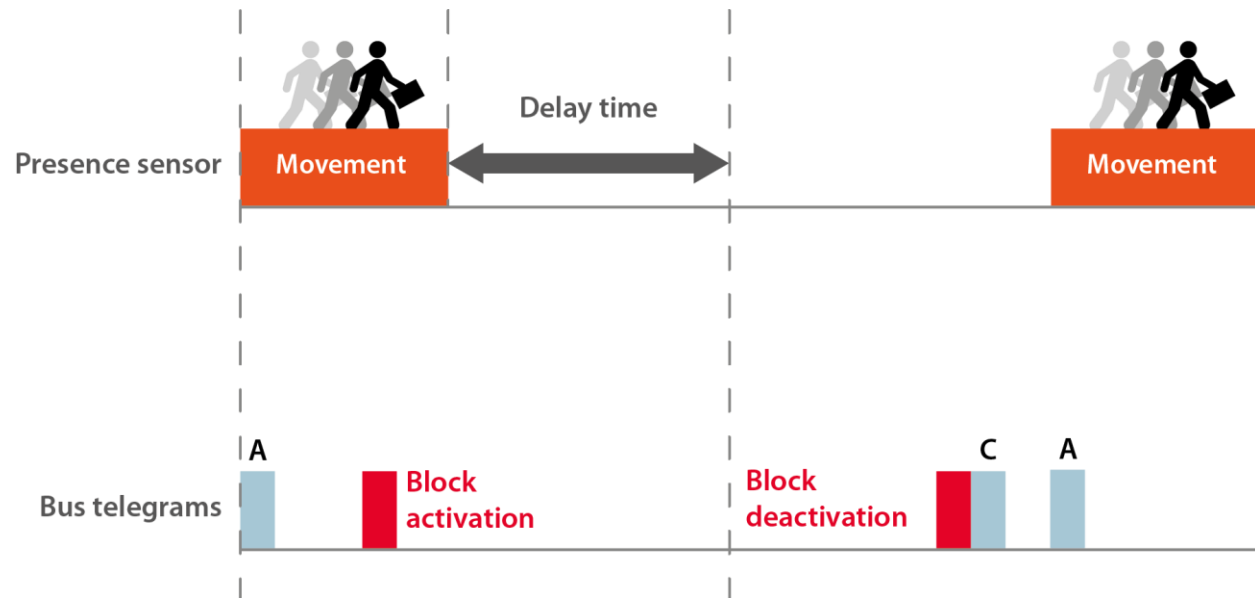 Delay time
Presence sensor
Movement
Movement
A
C
A
Bus telegrams
Block
activation
Block
deactivation